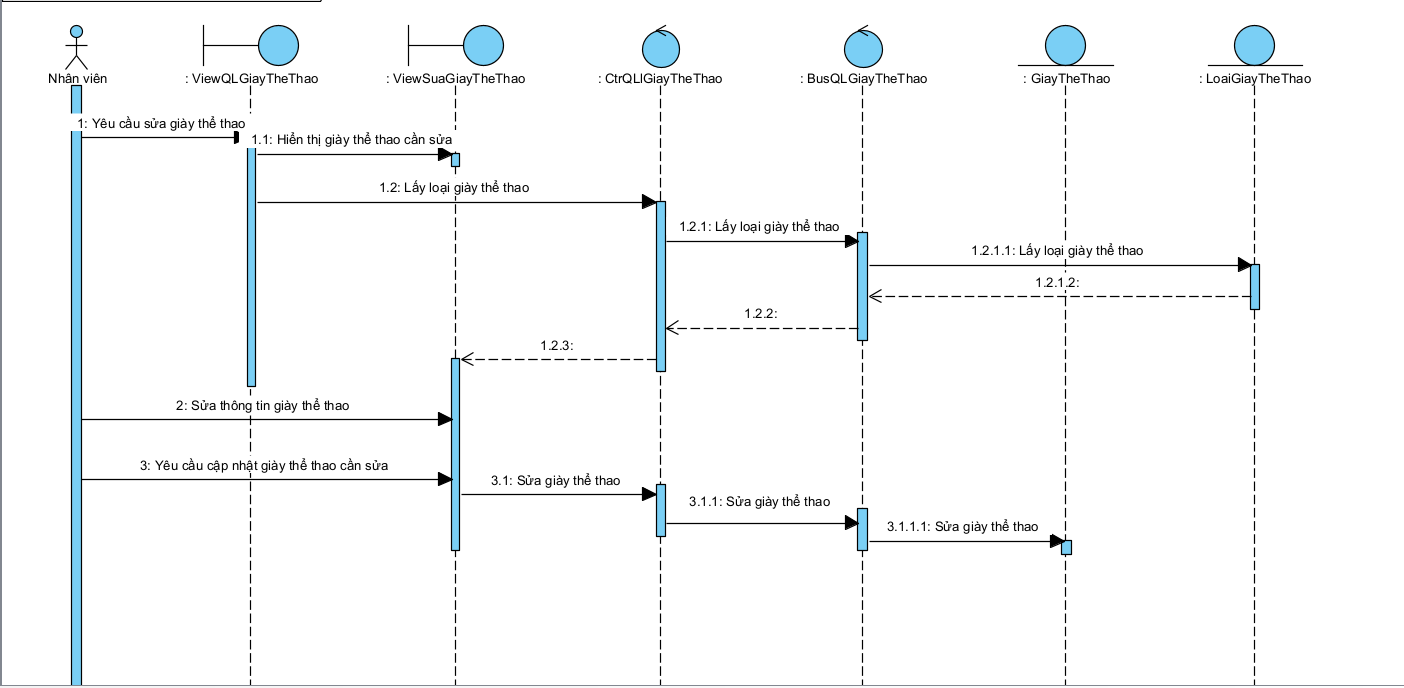 Nhân viên
: ViewQLGiayTheThao
: ViewSuaGiayTheThao
: CtrQLlGiayTheThao
: BusQLGiayTheThao
: GiayTheThao
: LoaiGiayTheThao
1: Yêu cầu sửa giày thể thao
1.1: Hiển thị giày thể thao cần sửa
1.2: Lấy loại giày thể thao
1.2.1: Lấy loại giày thể thao
1.2.1.1: Lấy loại giày thể thao
1.2.1.2:
1.2.2:
1.2.3:
2: Sửa thông tin giày thể thao
3: Yêu cầu cập nhật giày thể thao cần sửa
3.1: Sửa giày thể thao
3.1.1: Sửa giày thể thao
3.1.1.1: Sửa giày thể thao